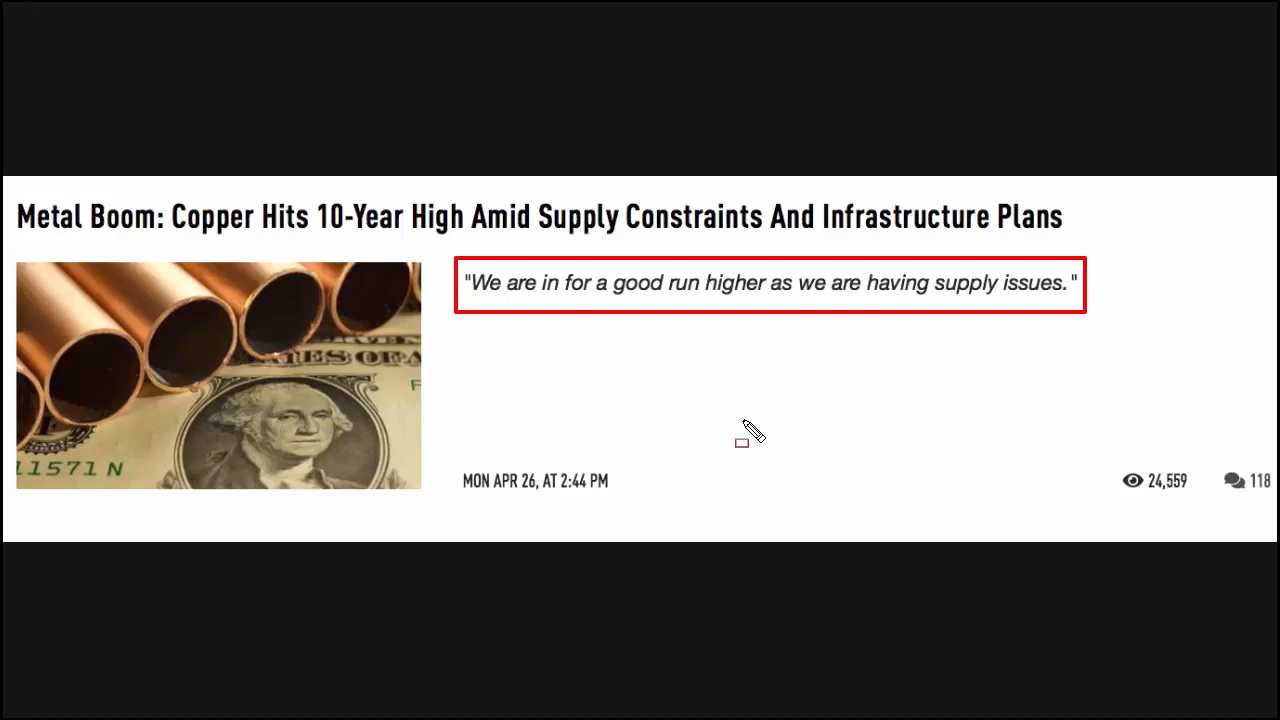 Metal Boom: Copper Hits 10-Year High Amid Supply Constraints And Infrastructure Plans
"We are in for a good run higher as we are having supply issues."
11571 N
MON APR 26, AT 2:44 PM
24,559
118